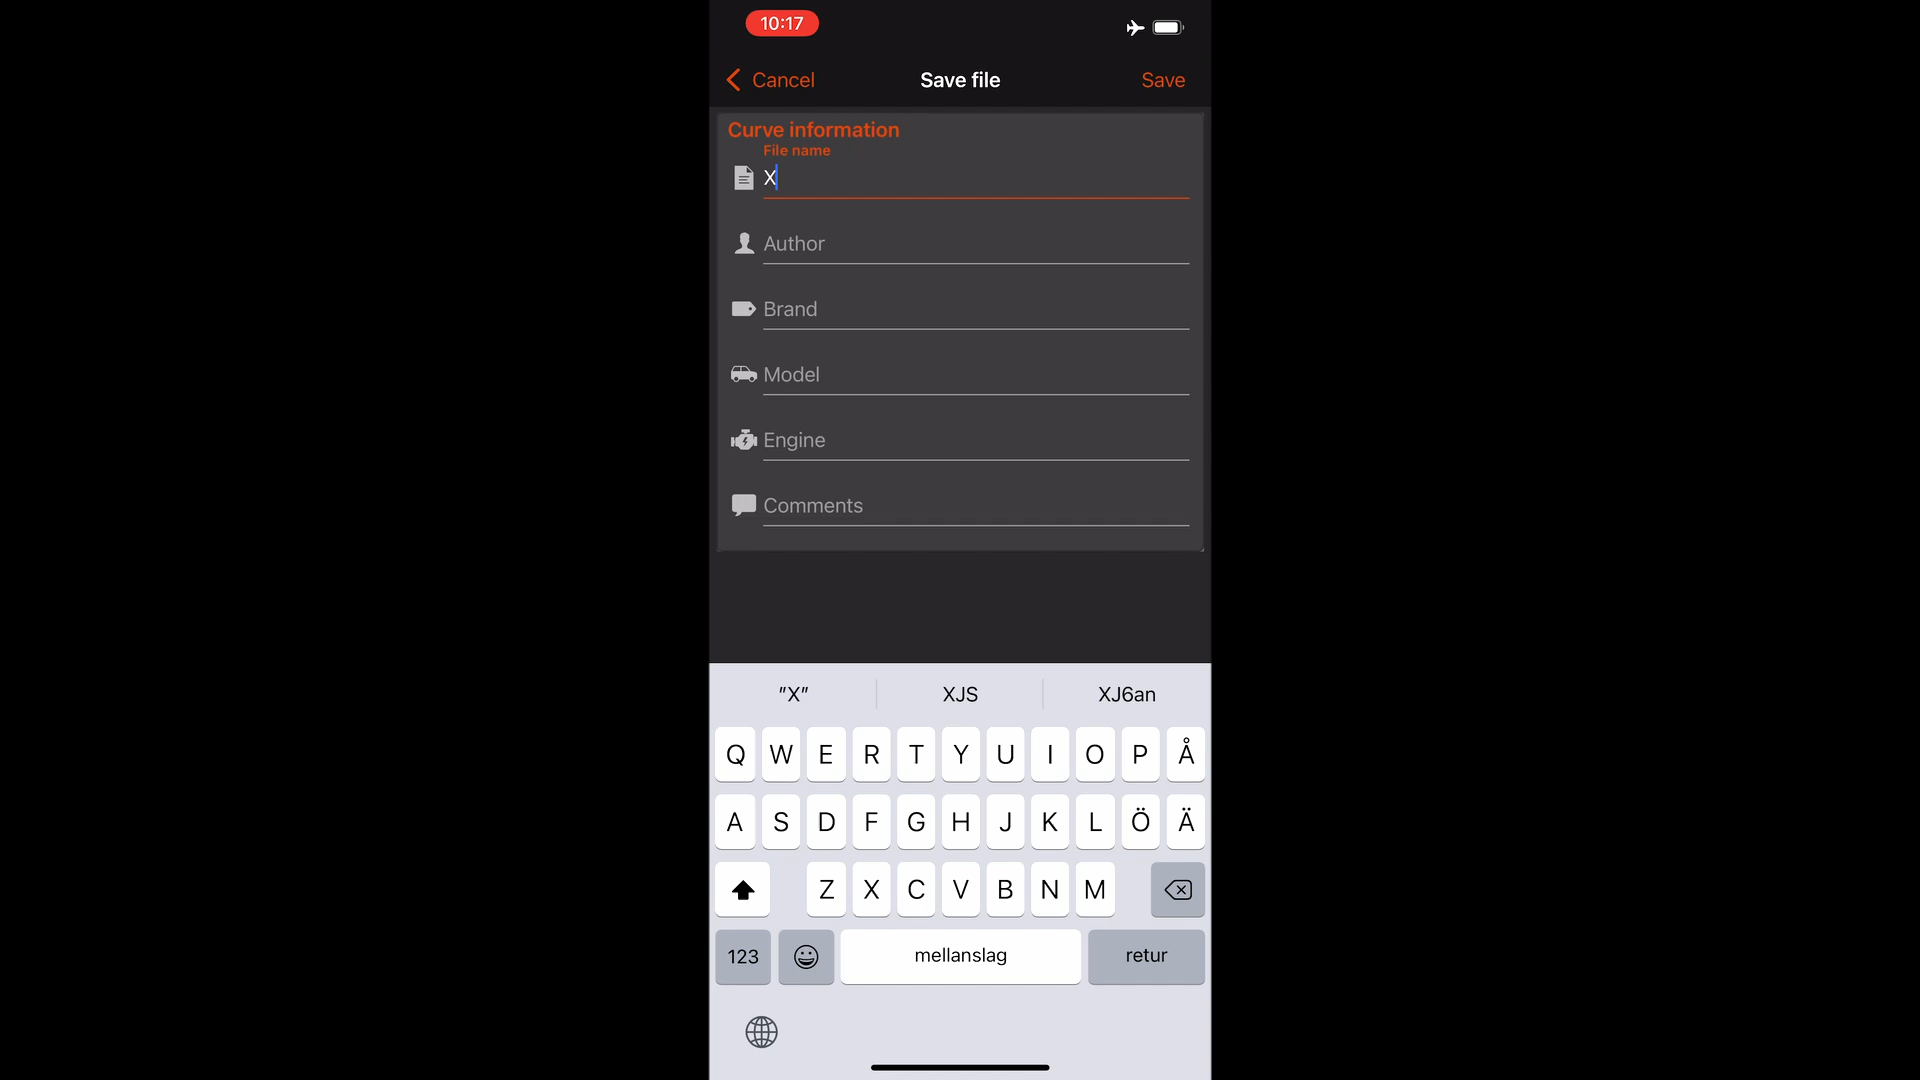 10:17
Cancel Save file Save
Curve information
File name
X
Author
Brand
Model
Engine
Comments
"X" XJS XJ6an
Q W E R T Y U I O P Å
A S D F G H J K L Ö Ä
Z X C V B N M
123 mellanslag retur